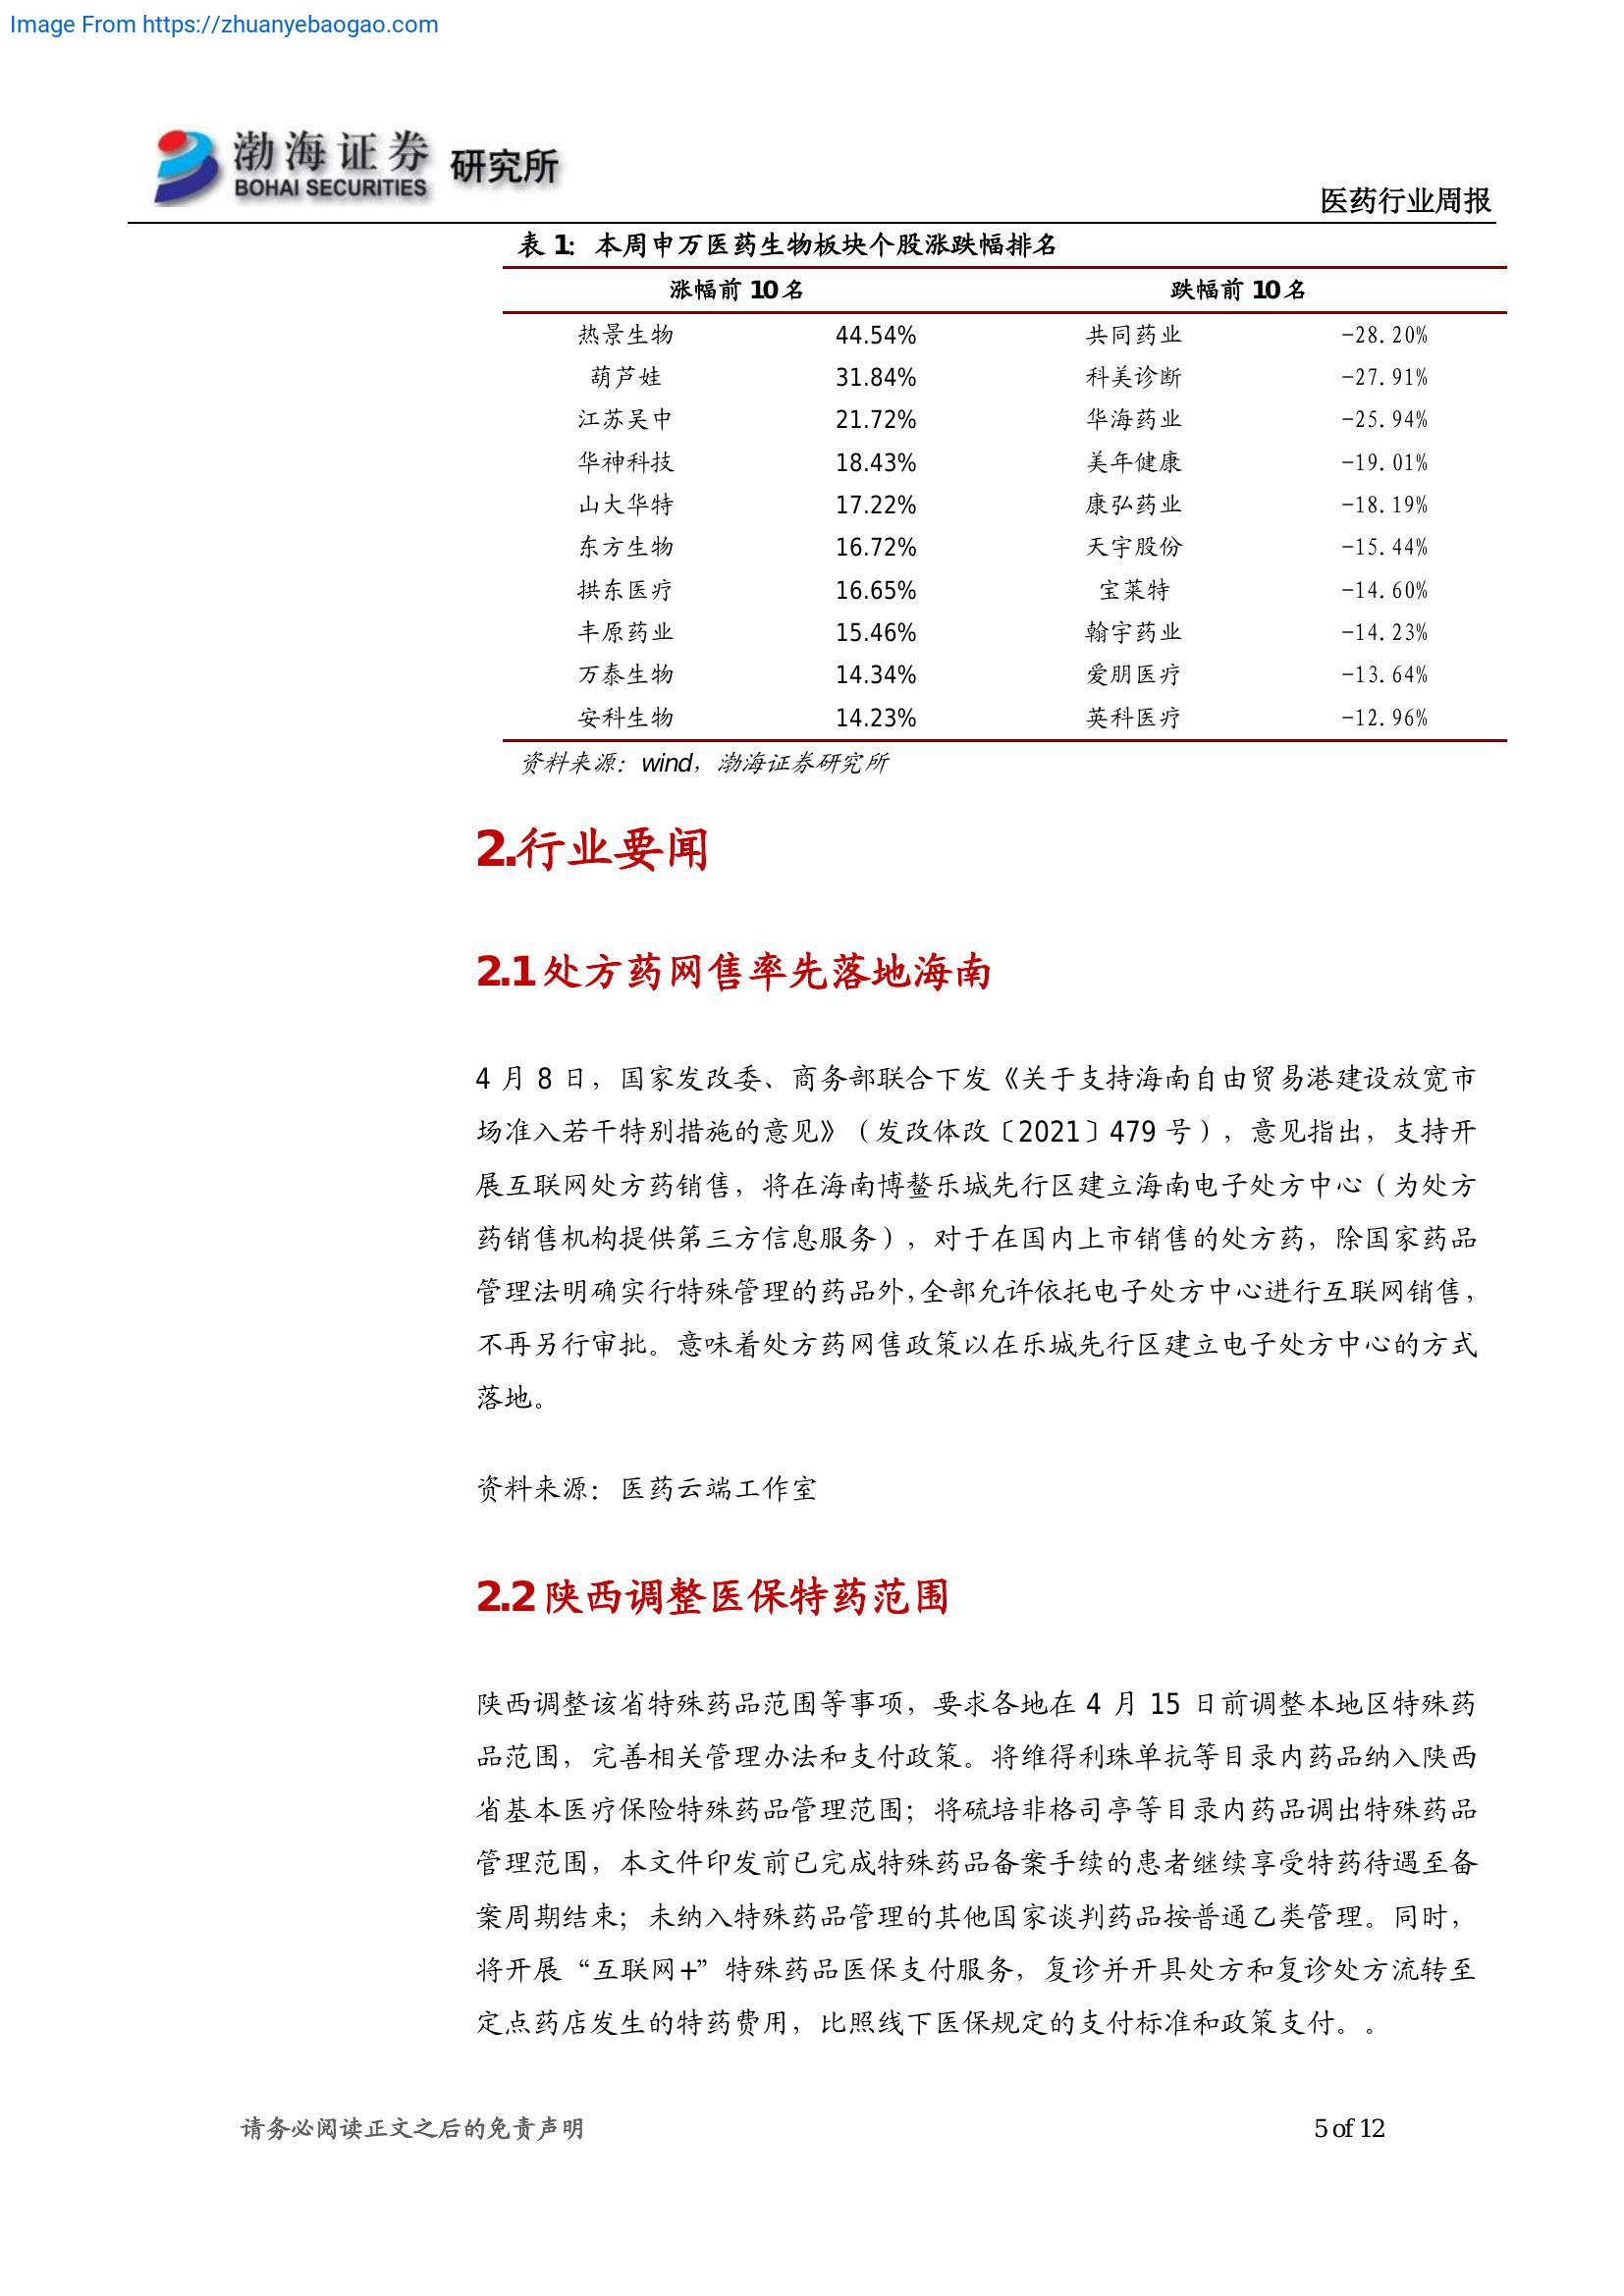 Image From https://zhuanyebaogao.com
渤海证券 研究所
BOHAI SECURITIES
医药行业周报
表 1: 本周申万医药生物板块个股涨跌幅排名
涨幅前 10 名 跌幅前 10 名
热景生物 44.54% 共同药业 -28.20%
葫芦娃 31.84% 科美诊断 -27.91%
江苏吴中 21.72% 华海药业 -25.94%
华神科技 18.43% 美年健康 -19.01%
山大华特 17.22% 康弘药业 -18.19%
东方生物 16.72% 天宇股份 -15.44%
拱东医疗 16.65% 宝莱特 -14.60%
丰原药业 15.46% 翰宇药业 -14.23%
万泰生物 14.34% 爱朋医疗 -13.64%
安科生物 14.23% 英科医疗 -12.96%
资料来源：wind，渤海证券研究所
2.行业要闻
2.1 处方药网售率先落地海南
4 月 8 日，国家发改委、商务部联合下发《关于支持海南自由贸易港建设放宽市
场准入若干特别措施的意见》（发改体改〔2021〕479 号），意见指出，支持开
展互联网处方药销售，将在海南博鳌乐城先行区建立海南电子处方中心（为处方
药销售机构提供第三方信息服务），对于在国内上市销售的处方药，除国家药品
管理法明确实行特殊管理的药品外，全部允许依托电子处方中心进行互联网销售，
不再另行审批。意味着处方药网售政策以在乐城先行区建立电子处方中心的方式
落地。
资料来源：医药云端工作室
2.2 陕西调整医保特药范围
陕西调整该省特殊药品范围等事项，要求各地在 4 月 15 日前调整本地区特殊药
品范围，完善相关管理办法和支付政策。将维得利珠单抗等目录内药品纳入陕西
省基本医疗保险特殊药品管理范围；将硫培非格司亭等目录内药品调出特殊药品
管理范围，本文件印发前已完成特殊药品备案手续的患者继续享受特药待遇至备
案周期结束；未纳入特殊药品管理的其他国家谈判药品按普通乙类管理。同时，
将开展“互联网+”特殊药品医保支付服务，复诊并开具处方和复诊处方流转至
定点药店发生的特药费用，比照线下医保规定的支付标准和政策支付。。
请务必阅读正文之后的免责声明 5 of 12